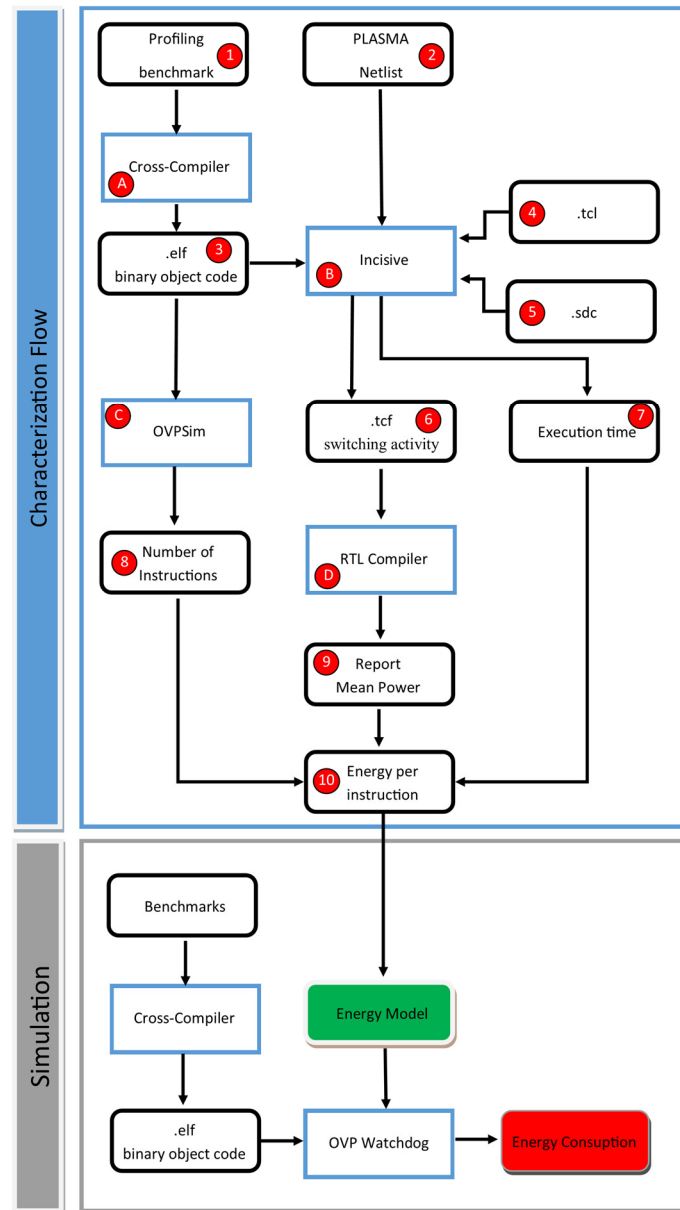 Characterization Flow
Profiling
1
benchmark
PLASMA
2
Netlist
Cross-Compiler
A
.elf
3
binary object code
Incisive
B
4
.tcl
5
.sdc
C
OVPSim
.tcf
6
switching activity
7
Execution time
Number of
8
Instructions
RTL Compiler
D
9
Report
Mean Power
10
Energy per
instruction
Simulation
Benchmarks
Cross-Compiler
Energy Model
.elf
binary object code
OVP Watchdog
Energy Consuption